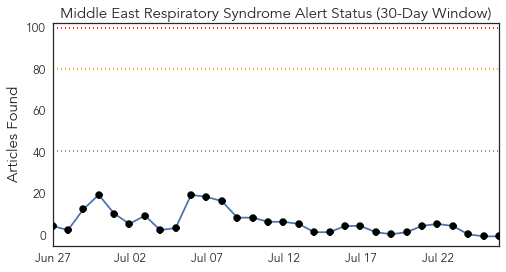 Middle East Respiratory Syndrome Alert Status (30-Day Window)
Articles Found
100
80
60
40
20
0
Jun 27 Jul 02 Jul 07 Jul 12 Jul 17 Jul 22